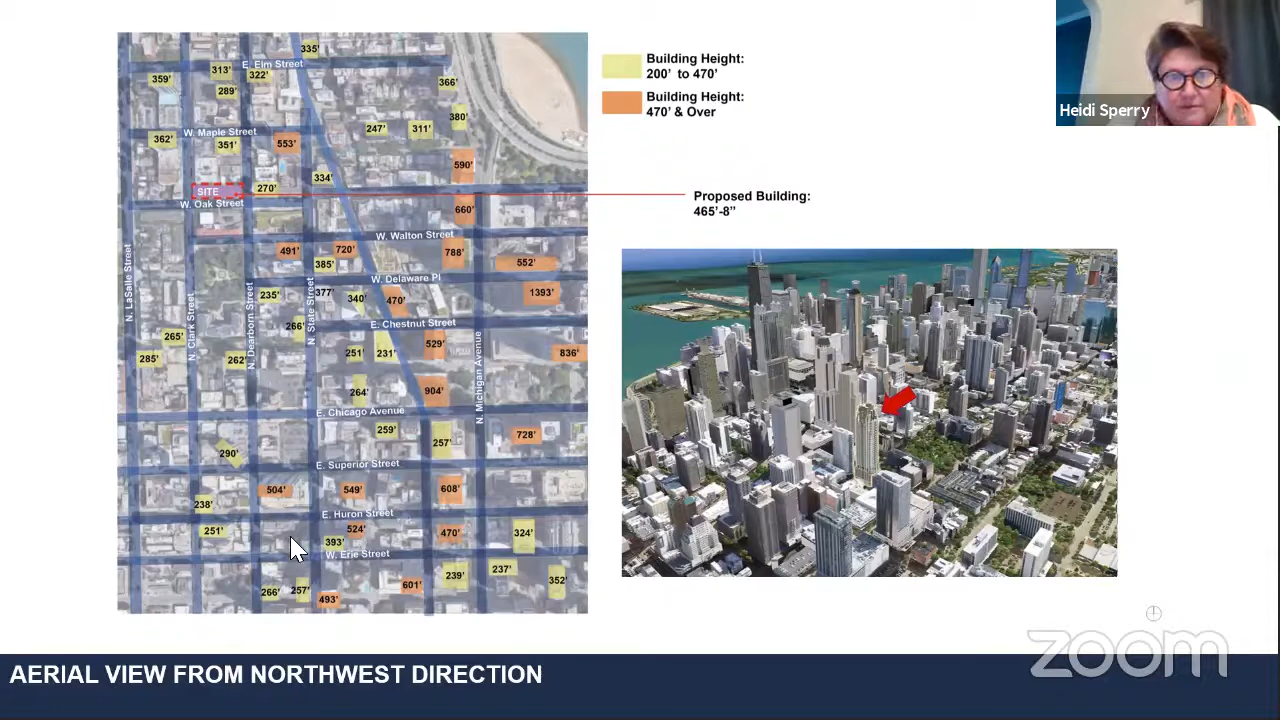 335'
E. Elm Street
313'
322'
359'
289'
366'
380'
247'
311'
W. Maple Street
362'
351'
553'
590'
334'
SITE
270'
W. Oak Street
660'
W. Walton Street
491'
720'
788'
385'
552'
W. Delaware Pl
N. LaSalle Street
N. Clark Street
N. Dearborn Street
N. State Street
N. Michigan Avenue
235'
377'
340'
470'
1393'
266'
E. Chestnut Street
265'
285'
262'
251'
231'
529'
836'
264'
904'
E. Chicago Avenue
259'
257'
728'
290'
E. Superior Street
504'
549'
608'
238'
E. Huron Street
251'
524'
393'
470'
324'
W. Erie Street
266'
257'
493'
601'
239'
237'
352'
Building Height:
200' to 470'
Building Height:
470' & Over
Proposed Building:
465'-8"
Heidi Sperry
zoom
AERIAL VIEW FROM NORTHWEST DIRECTION